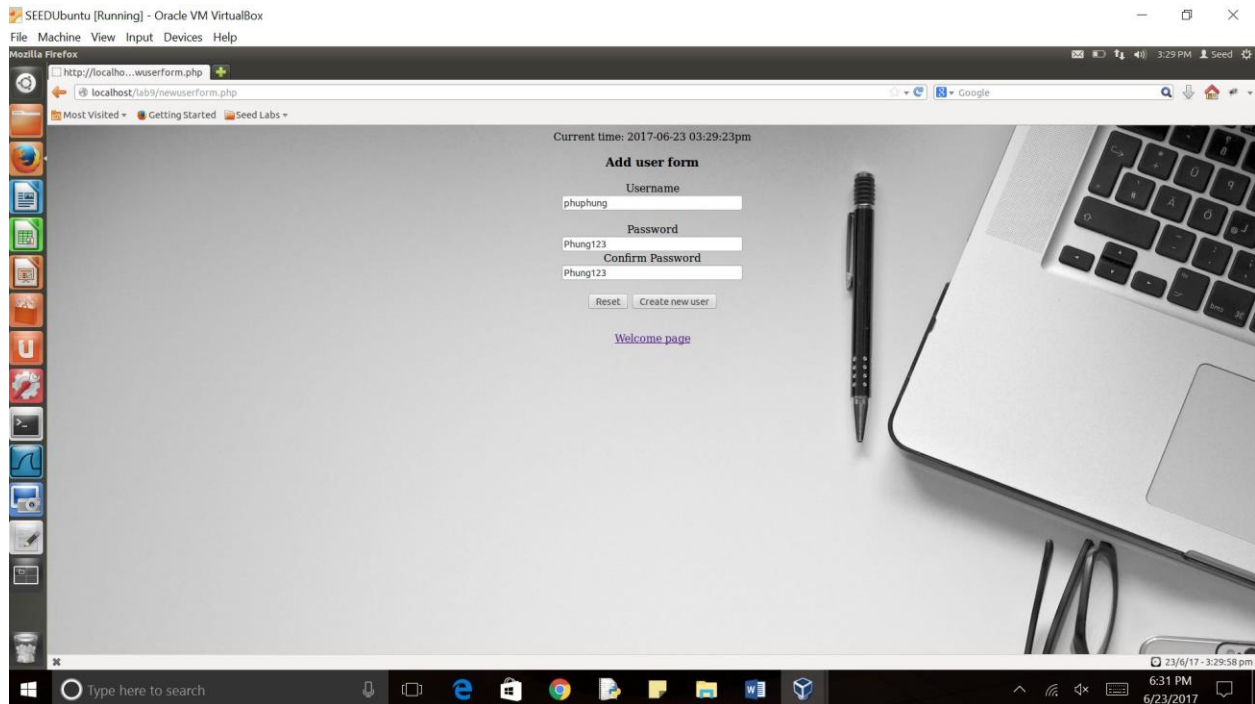 SEEDUbuntu [Running] - Oracle VM VirtualBox
File Machine View Input Devices Help
Mozilla Firefox
3:29 PM Seed
http://localho...wuserform.php
localhost/lab9/newuserform.php
Google
Most Visited Getting Started Seed Labs
Current time: 2017-06-23 03:29:23pm
Add user form
Username
phuphung
Password
Phung123
Confirm Password
Phung123
Reset Create new user
Welcome page
23/6/17 - 3:29:58 pm
Type here to search
6:31 PM
6/23/2017